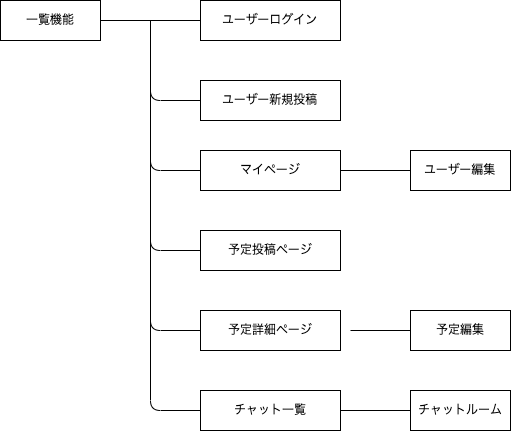 一覧機能
ユーザーログイン
ユーザー新規投稿
マイページ
ユーザー編集
予定投稿ページ
予定詳細ページ
予定編集
チャット一覧
チャットルーム